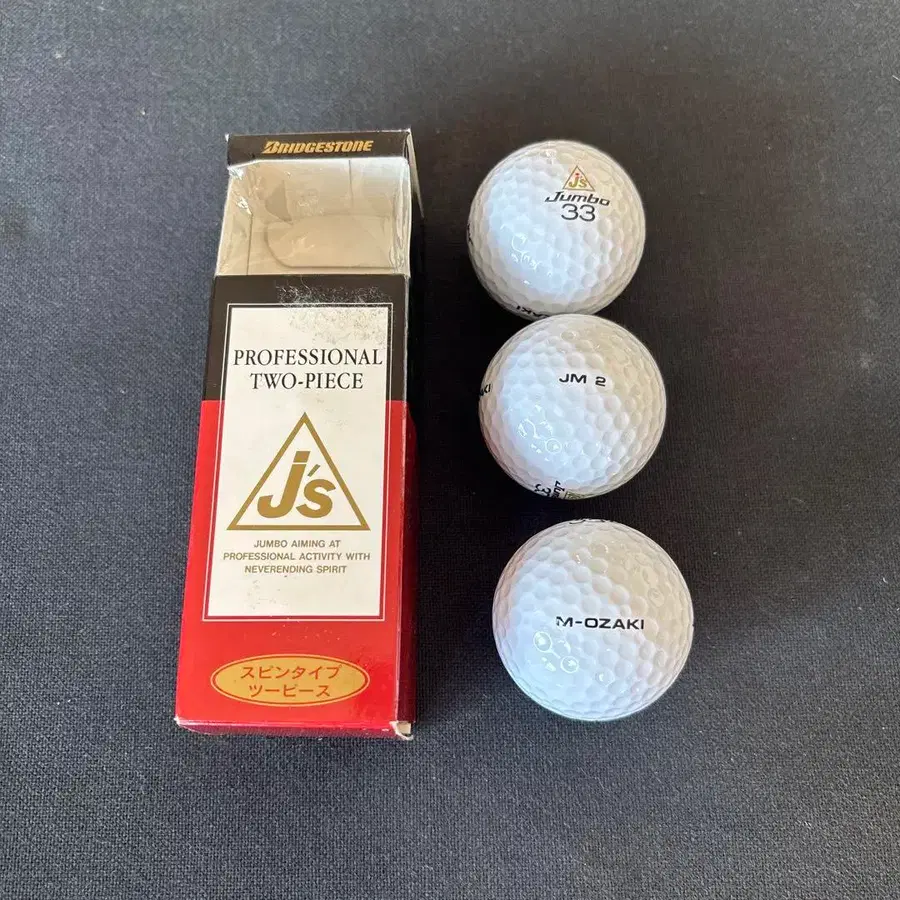 BRIDGESTONE
PROFESSIONAL
TWO-PIECE
j's
JUMBO AIMING AT
PROFESSIONAL ACTIVITY WITH
NEVERENDING SPIRIT
スピンタイプ
ツーピース
j's
Jumbo
33
JM 2
M-OZAKI